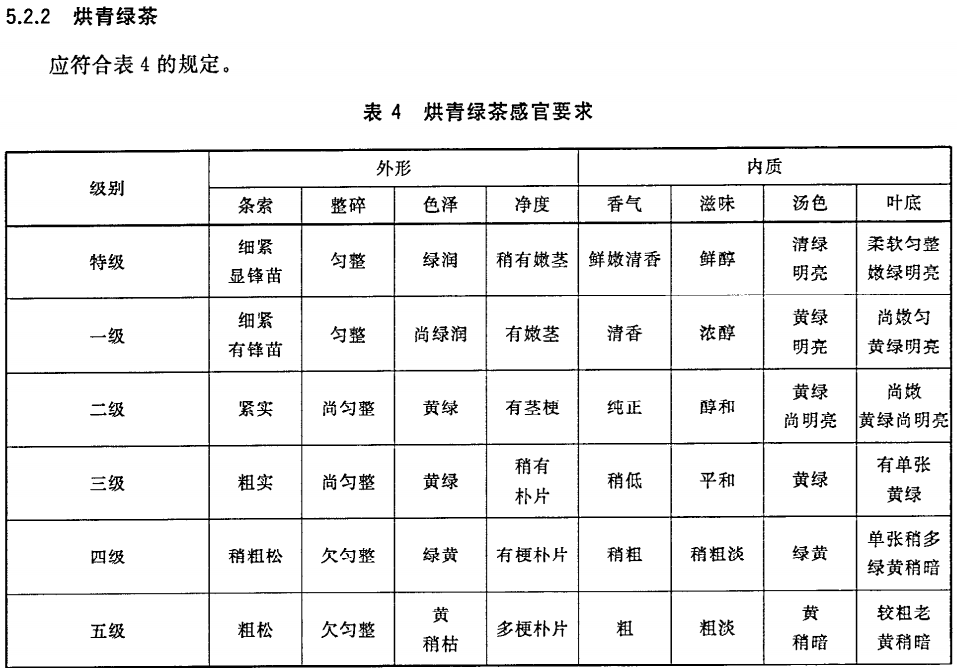 5.2.2 烘青绿茶
应符合表 4 的规定。
表 4 烘青绿茶感官要求
级别 外形 内质
条索 整碎 色泽 净度 香气 滋味 汤色 叶底
特级 细紧 显锋苗 匀整 绿润 稍有嫩茎 鲜嫩清香 鲜醇 清绿 明亮 柔软匀整 嫩绿明亮
一级 细紧 有锋苗 匀整 尚绿润 有嫩茎 清香 浓醇 黄绿 明亮 尚嫩匀 黄绿明亮
二级 紧实 尚匀整 黄绿 有茎梗 纯正 醇和 黄绿 尚明亮 尚嫩 黄绿尚明亮
三级 粗实 尚匀整 黄绿 稍有 朴片 稍低 平和 黄绿 有单张 黄绿
四级 稍粗松 欠匀整 绿黄 有梗朴片 稍粗 稍粗淡 绿黄 单张稍多 绿黄稍暗
五级 粗松 欠匀整 黄 稍枯 多梗朴片 粗 粗淡 黄 稍暗 较粗老 黄稍暗